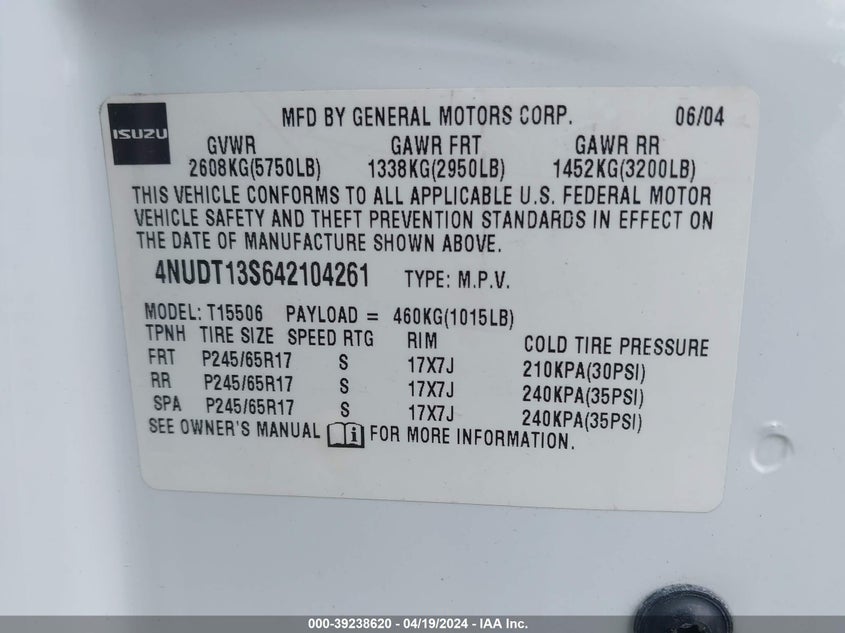 ISUZU
MFD BY GENERAL MOTORS CORP. 06/04
GVWR GAWR FRT GAWR RR
2608KG(5750LB) 1338KG(2950LB) 1452KG(3200LB)
THIS VEHICLE CONFORMS TO ALL APPLICABLE U.S. FEDERAL MOTOR
VEHICLE SAFETY AND THEFT PREVENTION STANDARDS IN EFFECT ON
THE DATE OF MANUFACTURE SHOWN ABOVE.
4NUDT13S642104261 TYPE: M.P.V.
MODEL: T15506 PAYLOAD = 460KG(1015LB)
TPNH TIRE SIZE SPEED RTG RIM COLD TIRE PRESSURE
FRT P245/65R17 S 17X7J 210KPA(30PSI)
RR P245/65R17 S 17X7J 240KPA(35PSI)
SPA P245/65R17 S 17X7J 240KPA(35PSI)
SEE OWNER'S MANUAL i FOR MORE INFORMATION.
000-39238620 - 04/19/2024 - IAA Inc.